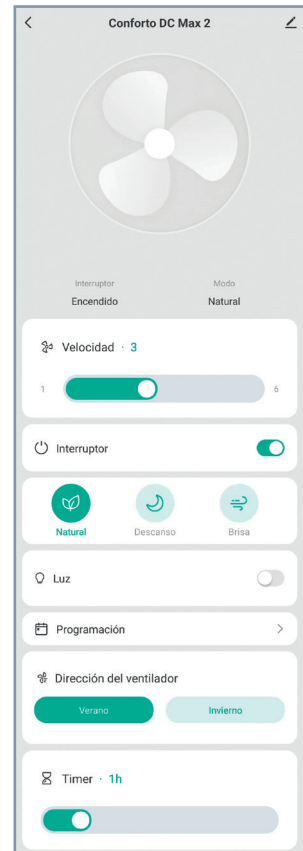 Conforto DC Max 2
Interruptor Modo
Encendido Natural
Velocidad · 3
1 6
Interruptor
Natural Descanso Brisa
Luz
Programación
Dirección del ventilador
Verano Invierno
Timer · 1h